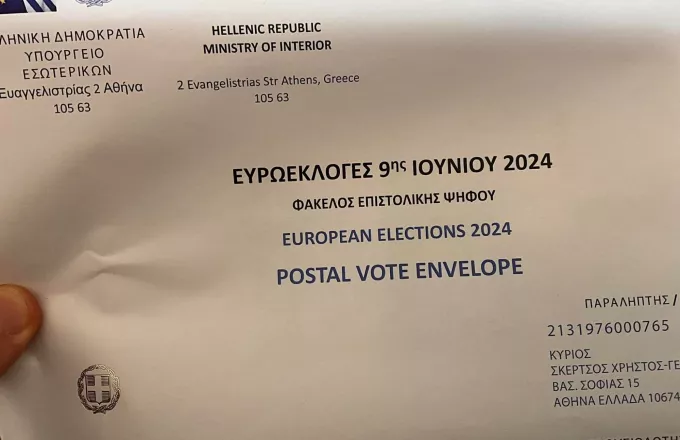 ΛΗΝΙΚΗ ΔΗΜΟΚΡΑΤΙΑ
ΥΠΟΥΡΓΕΙΟ
ΕΣΩΤΕΡΙΚΩΝ
Ευαγγελιστρίας 2 Αθήνα
105 63
HELLENIC REPUBLIC
MINISTRY OF INTERIOR
2 Evangelistrias Str Athens, Greece
105 63
ΕΥΡΩΕΚΛΟΓΕΣ 9ης ΙΟΥΝΙΟΥ 2024
ΦΑΚΕΛΟΣ ΕΠΙΣΤΟΛΙΚΗΣ ΨΗΦΟΥ
EUROPEAN ELECTIONS 2024
POSTAL VOTE ENVELOPE
ΠΑΡΑΛΗΠΤΗΣ /
2131976000765
ΚΥΡΙΟΣ
ΣΚΕΡΤΣΟΣ ΧΡΗΣΤΟΣ-ΓΕ
ΒΑΣ. ΣΟΦΙΑΣ 15
ΑΘΗΝΑ ΕΛΛΑΔΑ 10674